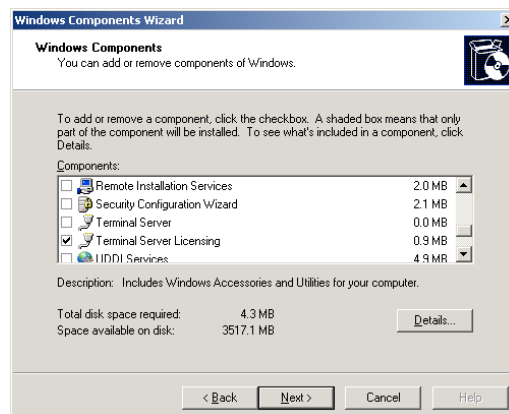 Windows Components Wizard
Windows Components
You can add or remove components of Windows.
To add or remove a component, click the checkbox. A shaded box means that only
part of the component will be installed. To see what's included in a component, click
Details.
Components:
Remote Installation Services 2.0 MB
Security Configuration Wizard 2.1 MB
Terminal Server 0.0 MB
Terminal Server Licensing 0.9 MB
UDDI Services 4.9 MB
Description: Includes Windows Accessories and Utilities for your computer.
Total disk space required: 4.3 MB
Space available on disk: 3517.1 MB
Details...
< Back Next > Cancel Help